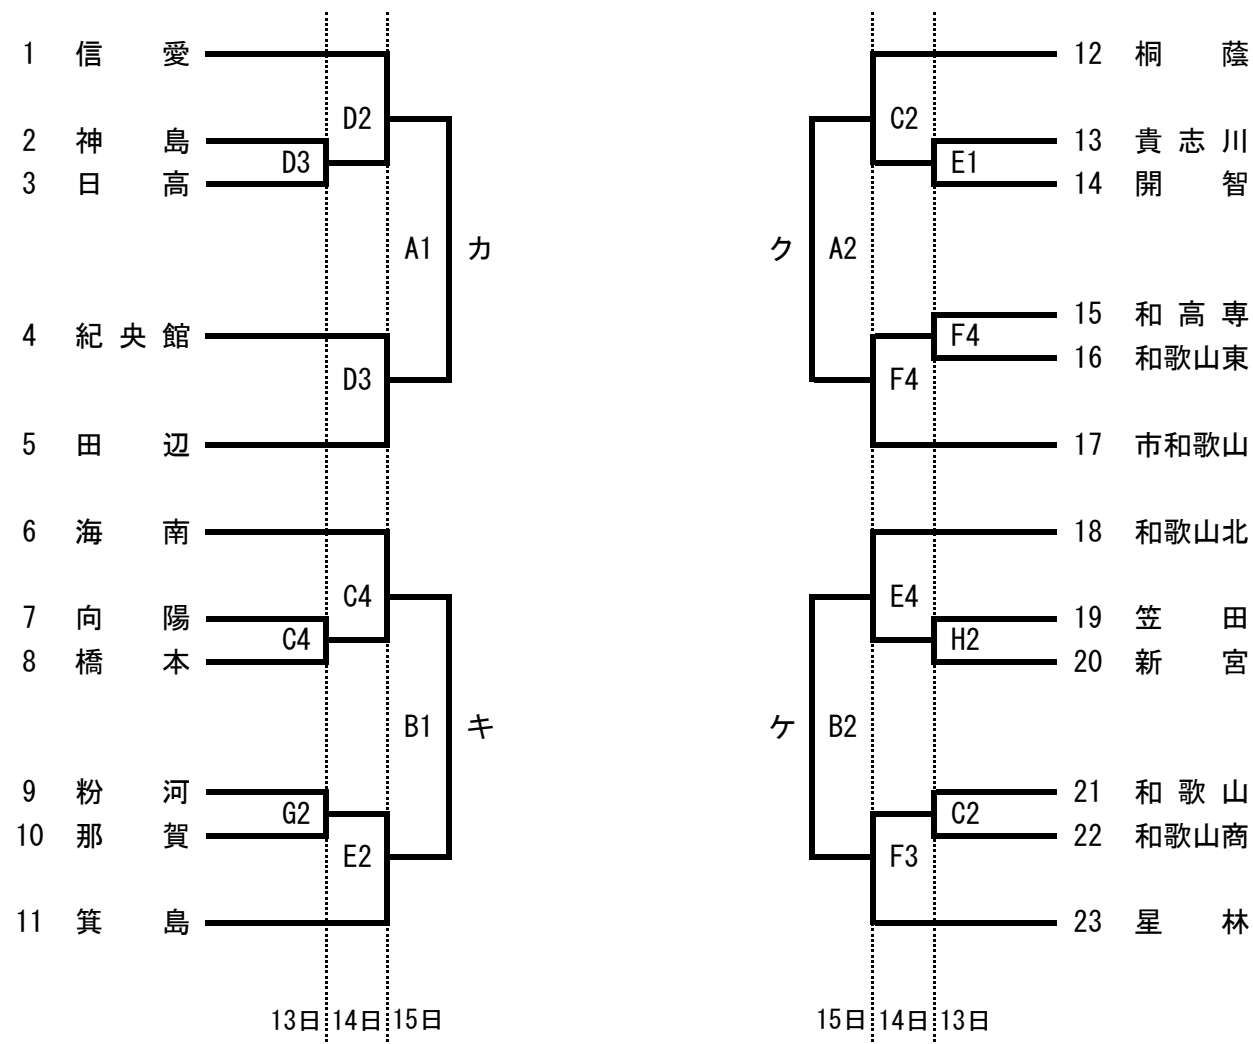 1 信愛
2 神島
3 日高
D2
D3
A1 カ
4 紀央館
D3
5 田辺
6 海南
7 向陽
8 橋本
C4
C4
B1 キ
9 粉河
10 那賀
G2
E2
11 箕島
13日 14日 15日
12 桐蔭
C2
13 貴志川
14 開智
E1
ク A2
15 和高専
16 和歌山東
F4
F4
17 市和歌山
18 和歌山北
E4
19 笠田
20 新宮
H2
ケ B2
21 和歌山
22 和歌山商
C2
F3
23 星林
15日 14日 13日